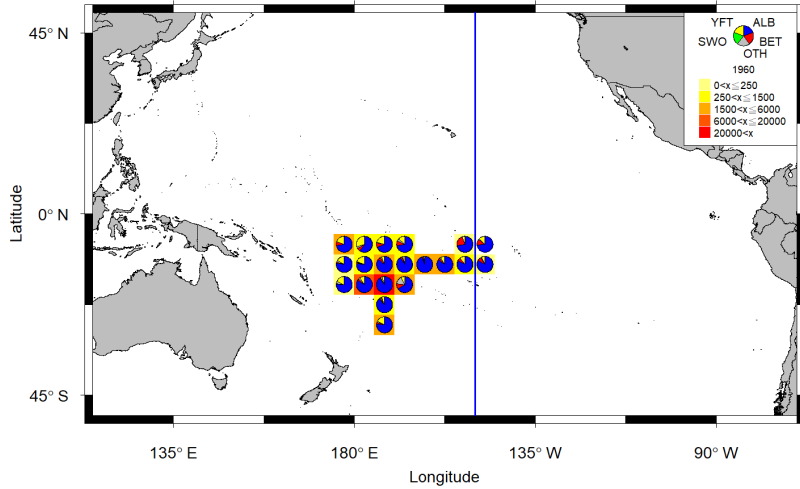 45° N
0° N
45° S
Latitude
135° E
180° E
135° W
90° W
Longitude
YFT ALB
SWO BET
OTH
1960
0<x≤250
250<x≤1500
1500<x≤6000
6000<x≤20000
20000<x